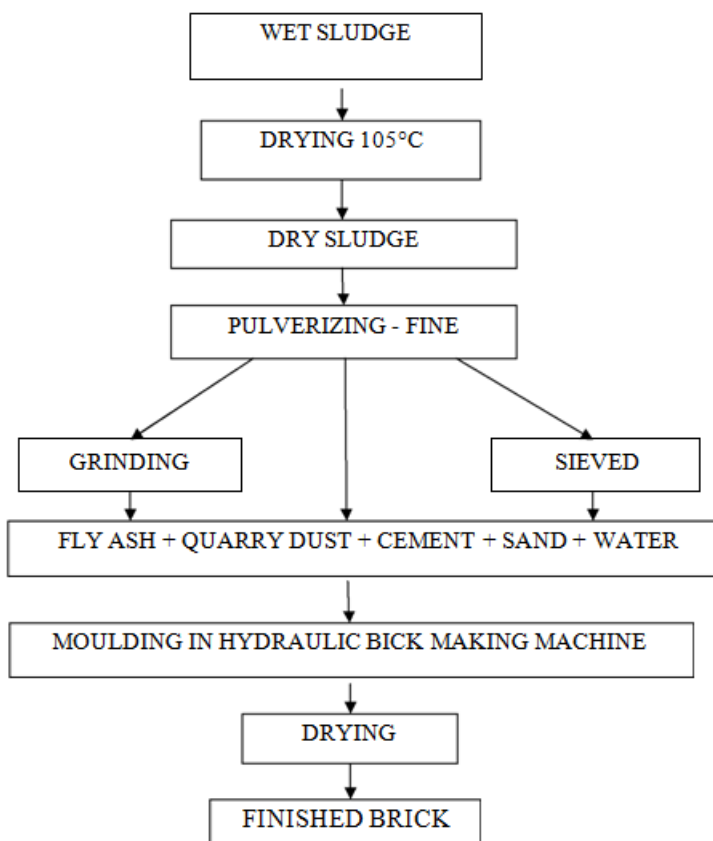 WET SLUDGE
DRYING 105°C
DRY SLUDGE
PULVERIZING - FINE
GRINDING
SIEVED
FLY ASH + QUARRY DUST + CEMENT + SAND + WATER
MOULDING IN HYDRAULIC BICK MAKING MACHINE
DRYING
FINISHED BRICK